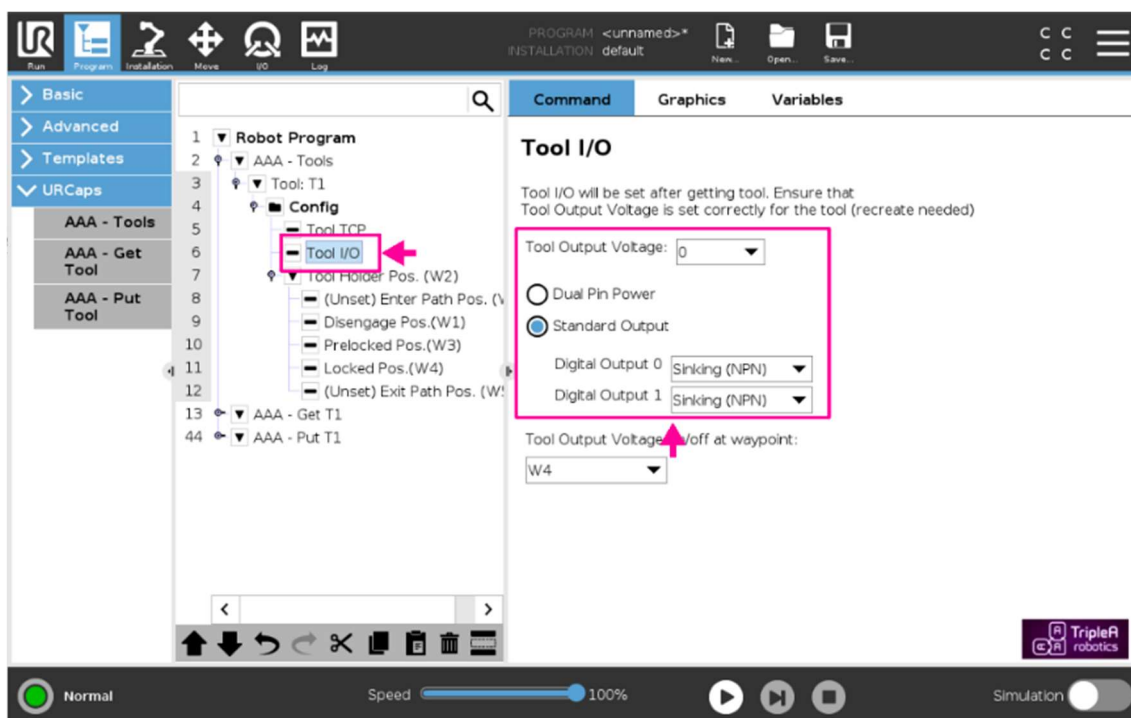 UR
Run
Program
Installation
Move
I/O
Log
PROGRAM <unnamed>*
INSTALLATION default
New...
Open...
Save...
C C
C C
Basic
Advanced
Templates
URCaps
AAA - Tools
AAA - Get
Tool
AAA - Put
Tool
1 Robot Program
2 AAA - Tools
3 Tool: T1
4 Config
5 Tool TCP
6 Tool I/O
7 Tool Holder Pos. (W2)
8 (Unset) Enter Path Pos. (
9 Disengage Pos.(W1)
10 Prelocked Pos.(W3)
11 Locked Pos.(W4)
12 (Unset) Exit Path Pos. (
13 AAA - Get T1
44 AAA - Put T1
Command Graphics Variables
Tool I/O
Tool I/O will be set after getting tool. Ensure that
Tool Output Voltage is set correctly for the tool (recreate needed)
Tool Output Voltage: 0
Dual Pin Power
Standard Output
Digital Output 0 Sinking (NPN)
Digital Output 1 Sinking (NPN)
Tool Output Voltage /off at waypoint:
W4
TripleA
robotics
Normal
Speed 100%
Simulation